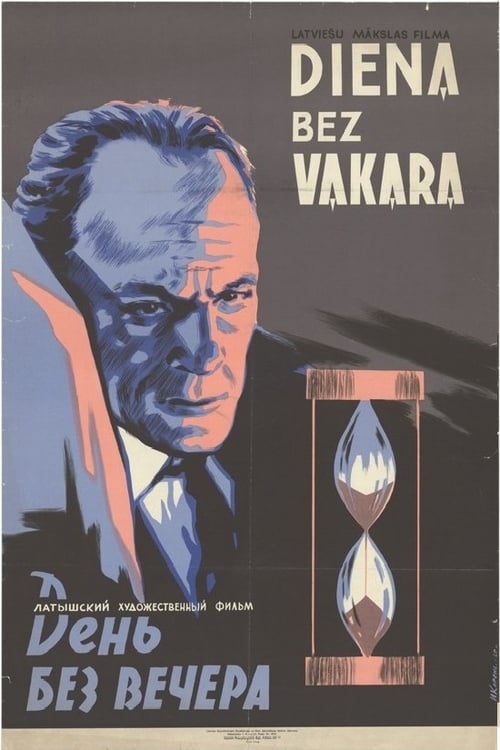 LATVIEŠU MĀKSLAS FILMA
DIENA
BEZ
VAKARA
ЛАТЫШСКИЙ ХУДОЖЕСТВЕННЫЙ ФИЛЬМ
День
БЕЗ ВЕЧЕРА